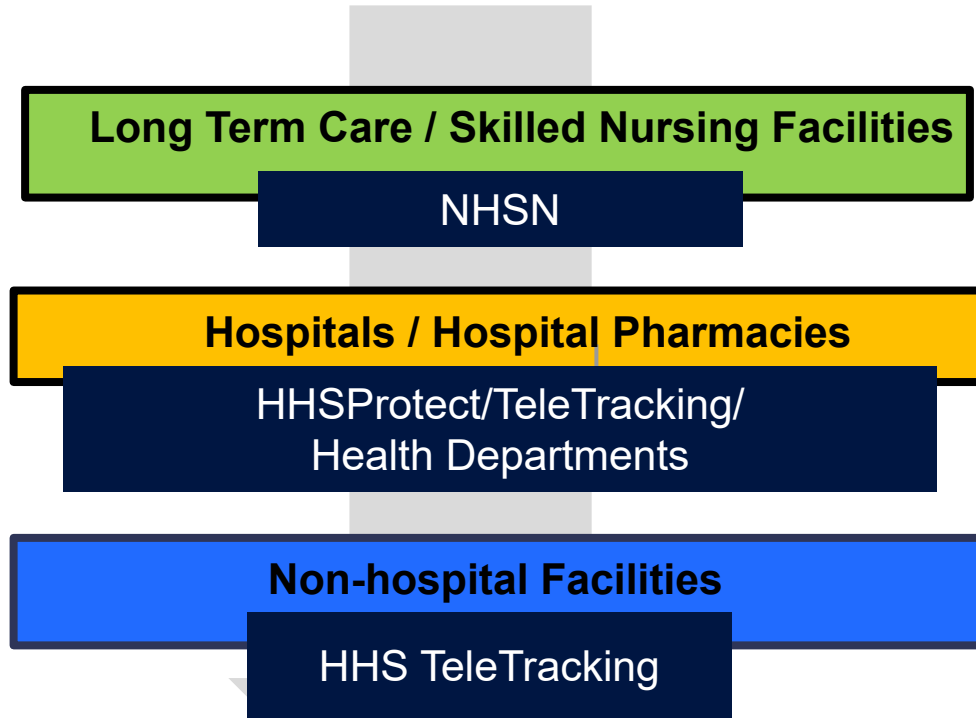 Long Term Care / Skilled Nursing Facilities
NHSN
Hospitals / Hospital Pharmacies
HHSProtect/TeleTracking/
Health Departments
Non-hospital Facilities
HHS TeleTracking